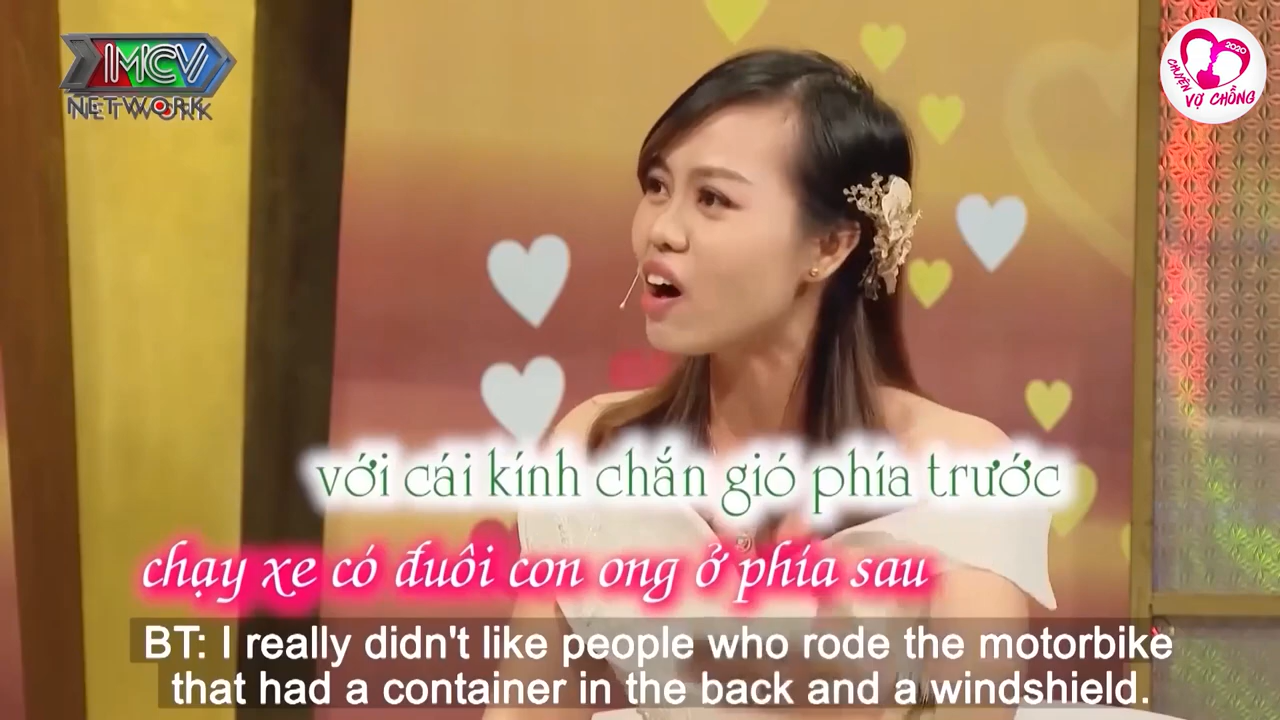 MCV
NETWORK
2020
CHUYỆN
VỢ CHỒNG
với cái kính chắn gió phía trước
chạy xe có đuôi con ong ở phía sau
BT: I really didn't like people who rode the motorbike
that had a container in the back and a windshield.